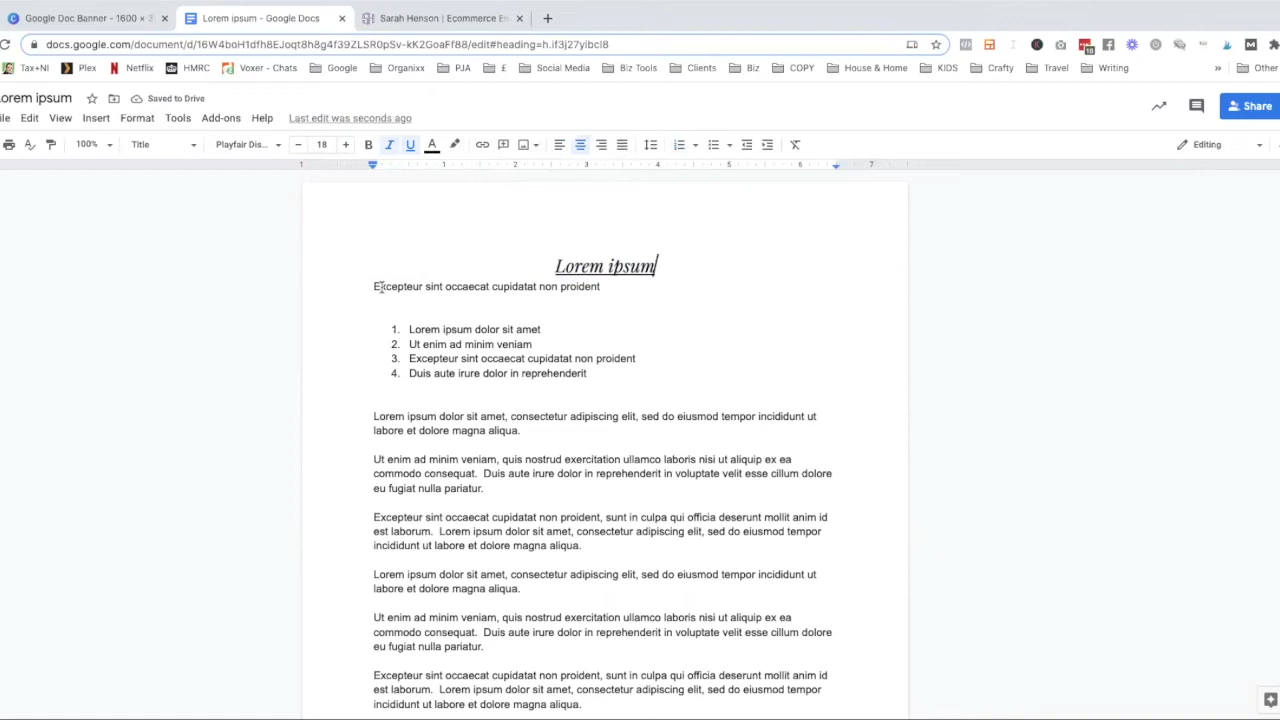 Google Doc Banner - 1600 × 3
Lorem ipsum - Google Docs
Sarah Henson | Ecommerce En
docs.google.com/document/d/16W4boH1dfh8EJoqt8h8g4f39ZLSR0pSv-kK2GoaFf88/edit#heading=h.if3j27yibcl8
Tax+NI Plex Netflix HMRC Voxer - Chats Google Organixx PJA £ Social Media Biz Tools Clients Biz COPY House & Home KIDS Crafty Travel Writing » Other
orem ipsum Saved to Drive
ile Edit View Insert Format Tools Add-ons Help Last edit was seconds ago
Share
100% Title Playfair Dis... 18 B I U A Editing
1 1 2 3 4 5 6 7
Lorem ipsum
Excepteur sint occaecat cupidatat non proident
1. Lorem ipsum dolor sit amet
2. Ut enim ad minim veniam
3. Excepteur sint occaecat cupidatat non proident
4. Duis aute irure dolor in reprehenderit
Lorem ipsum dolor sit amet, consectetur adipiscing elit, sed do eiusmod tempor incididunt ut
labore et dolore magna aliqua.
Ut enim ad minim veniam, quis nostrud exercitation ullamco laboris nisi ut aliquip ex ea
commodo consequat. Duis aute irure dolor in reprehenderit in voluptate velit esse cillum dolore
eu fugiat nulla pariatur.
Excepteur sint occaecat cupidatat non proident, sunt in culpa qui officia deserunt mollit anim id
est laborum. Lorem ipsum dolor sit amet, consectetur adipiscing elit, sed do eiusmod tempor
incididunt ut labore et dolore magna aliqua.
Lorem ipsum dolor sit amet, consectetur adipiscing elit, sed do eiusmod tempor incididunt ut
labore et dolore magna aliqua.
Ut enim ad minim veniam, quis nostrud exercitation ullamco laboris nisi ut aliquip ex ea
commodo consequat. Duis aute irure dolor in reprehenderit in voluptate velit esse cillum dolore
eu fugiat nulla pariatur.
Excepteur sint occaecat cupidatat non proident, sunt in culpa qui officia deserunt mollit anim id
est laborum. Lorem ipsum dolor sit amet, consectetur adipiscing elit, sed do eiusmod tempor
incididunt ut labore et dolore magna aliqua.